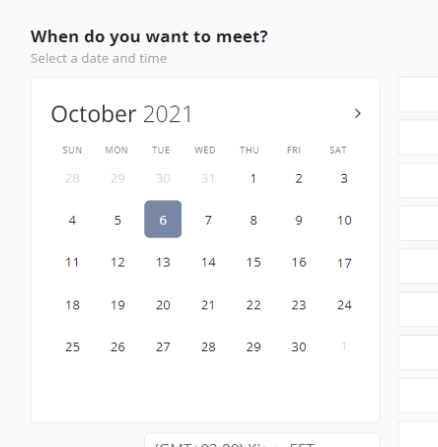 When do you want to meet?
Select a date and time
October 2021
SUN MON TUE WED THU FRI SAT
28 29 30 31 1 2 3
4 5 6 7 8 9 10
11 12 13 14 15 16 17
18 19 20 21 22 23 24
25 26 27 28 29 30 1